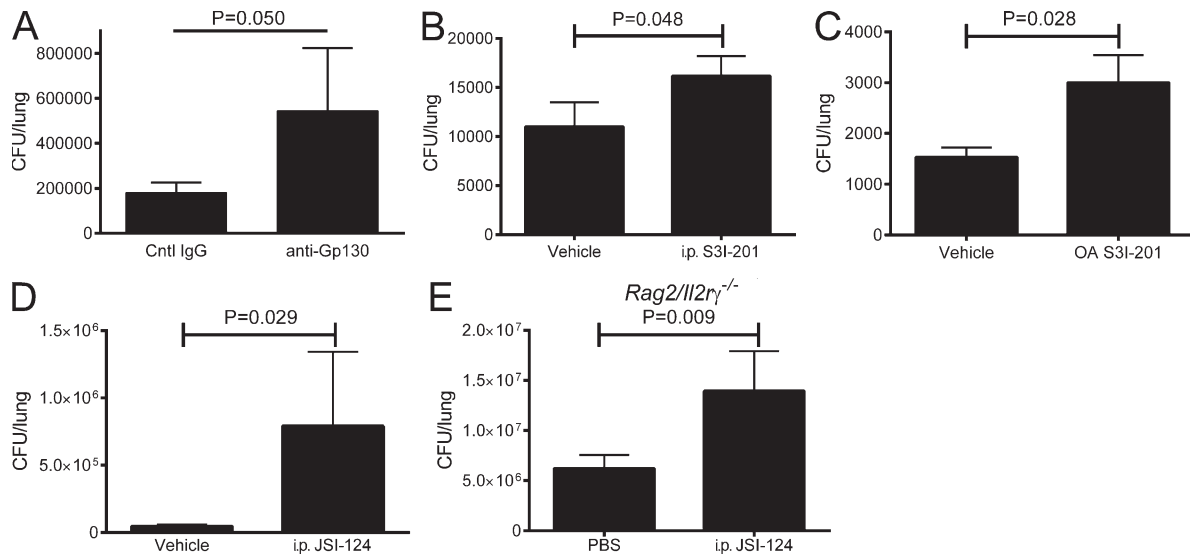 A
P=0.050
CFU/lung
800000
600000
400000
200000
0
Cntl IgG
anti-Gp130
B
P=0.048
CFU/lung
20000
15000
10000
5000
0
Vehicle
i.p. S3I-201
C
P=0.028
CFU/lung
4000
3000
2000
1000
0
Vehicle
OA S3I-201
D
P=0.029
CFU/lung
1.5×10⁶
1.0×10⁶
5.0×10⁵
0
Vehicle
i.p. JSI-124
E
Rag2/Il2rγ⁻/⁻
P=0.009
CFU/lung
2.0×10⁷
1.5×10⁷
1.0×10⁷
5.0×10⁶
0
PBS
i.p. JSI-124